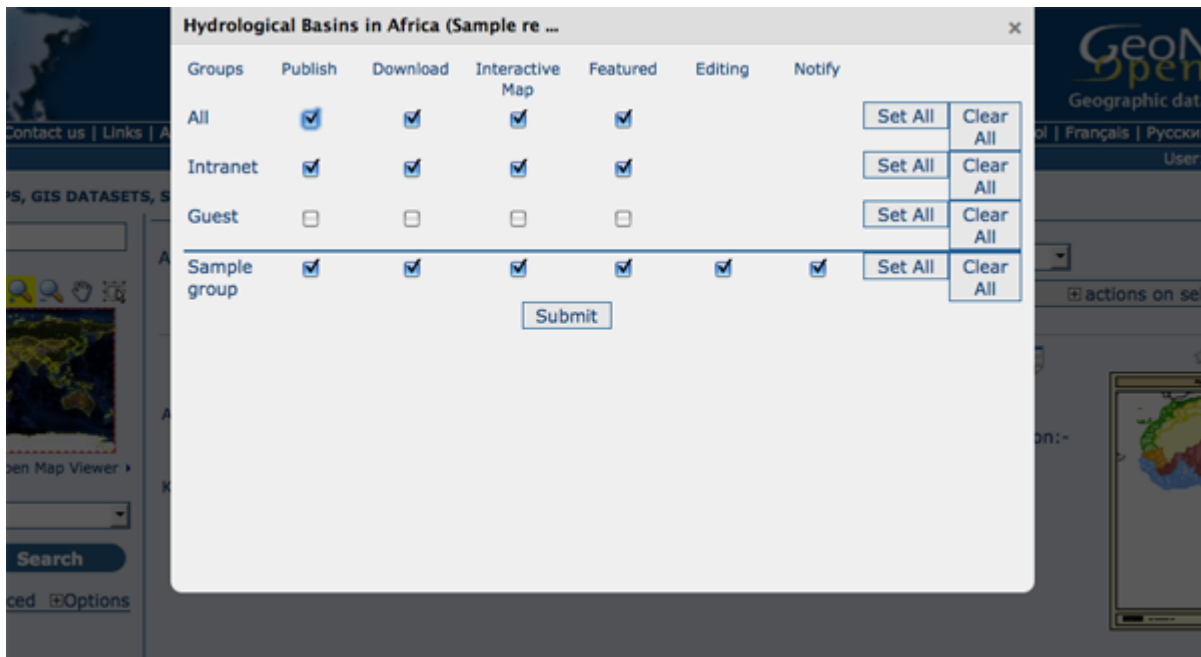 Hydrological Basins in Africa (Sample re ...
Groups Publish Download Interactive Map Featured Editing Notify
All Set All Clear All
Intranet Set All Clear All
Guest Set All Clear All
Sample group Set All Clear All
Submit
GeoN
Open
Geographic dat
Contact us | Links | A
ol | Français | Русски
User
PS, GIS DATASETS, S
A
actions on se
A
on:-
pen Map Viewer
K
Search
ced Options